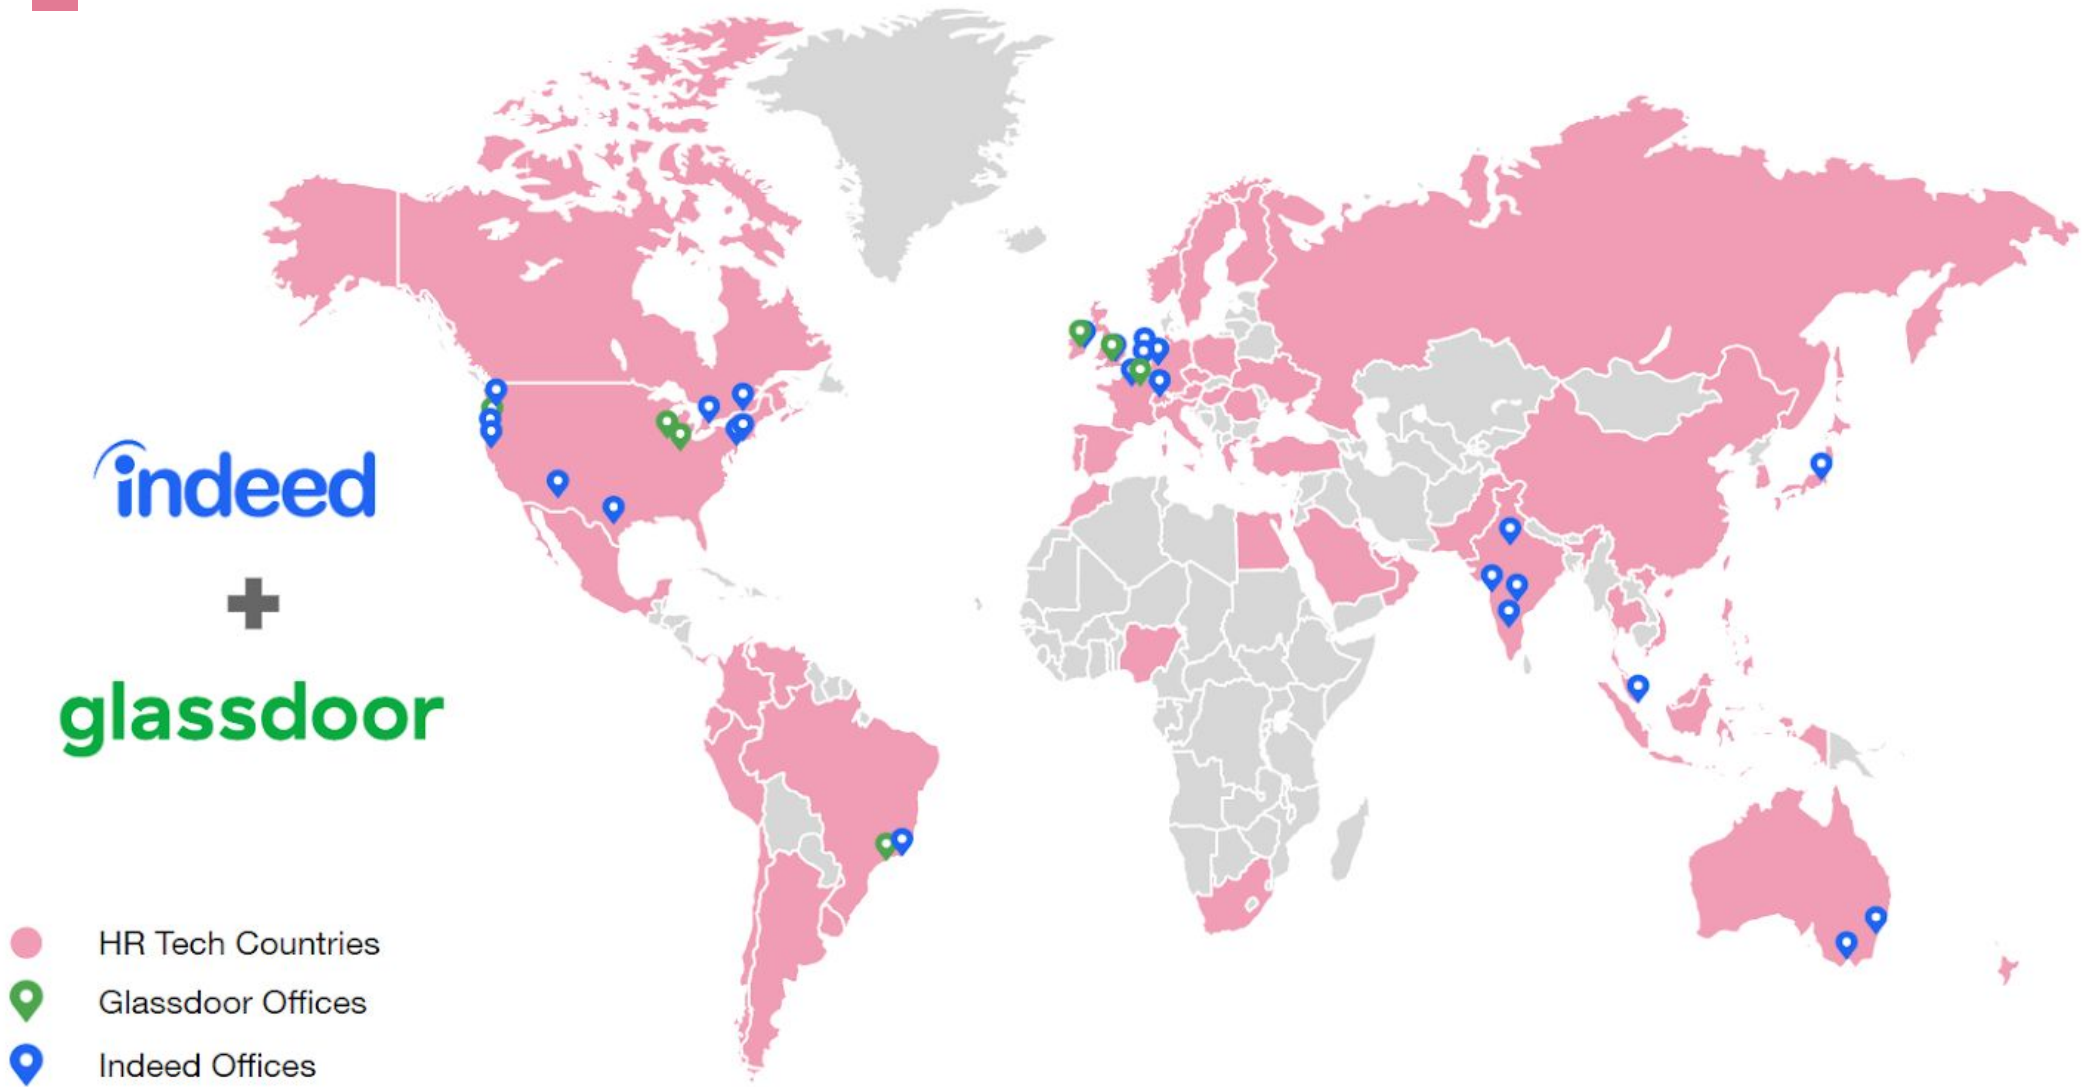 indeed
glassdoor
HR Tech Countries
Glassdoor Offices
Indeed Offices